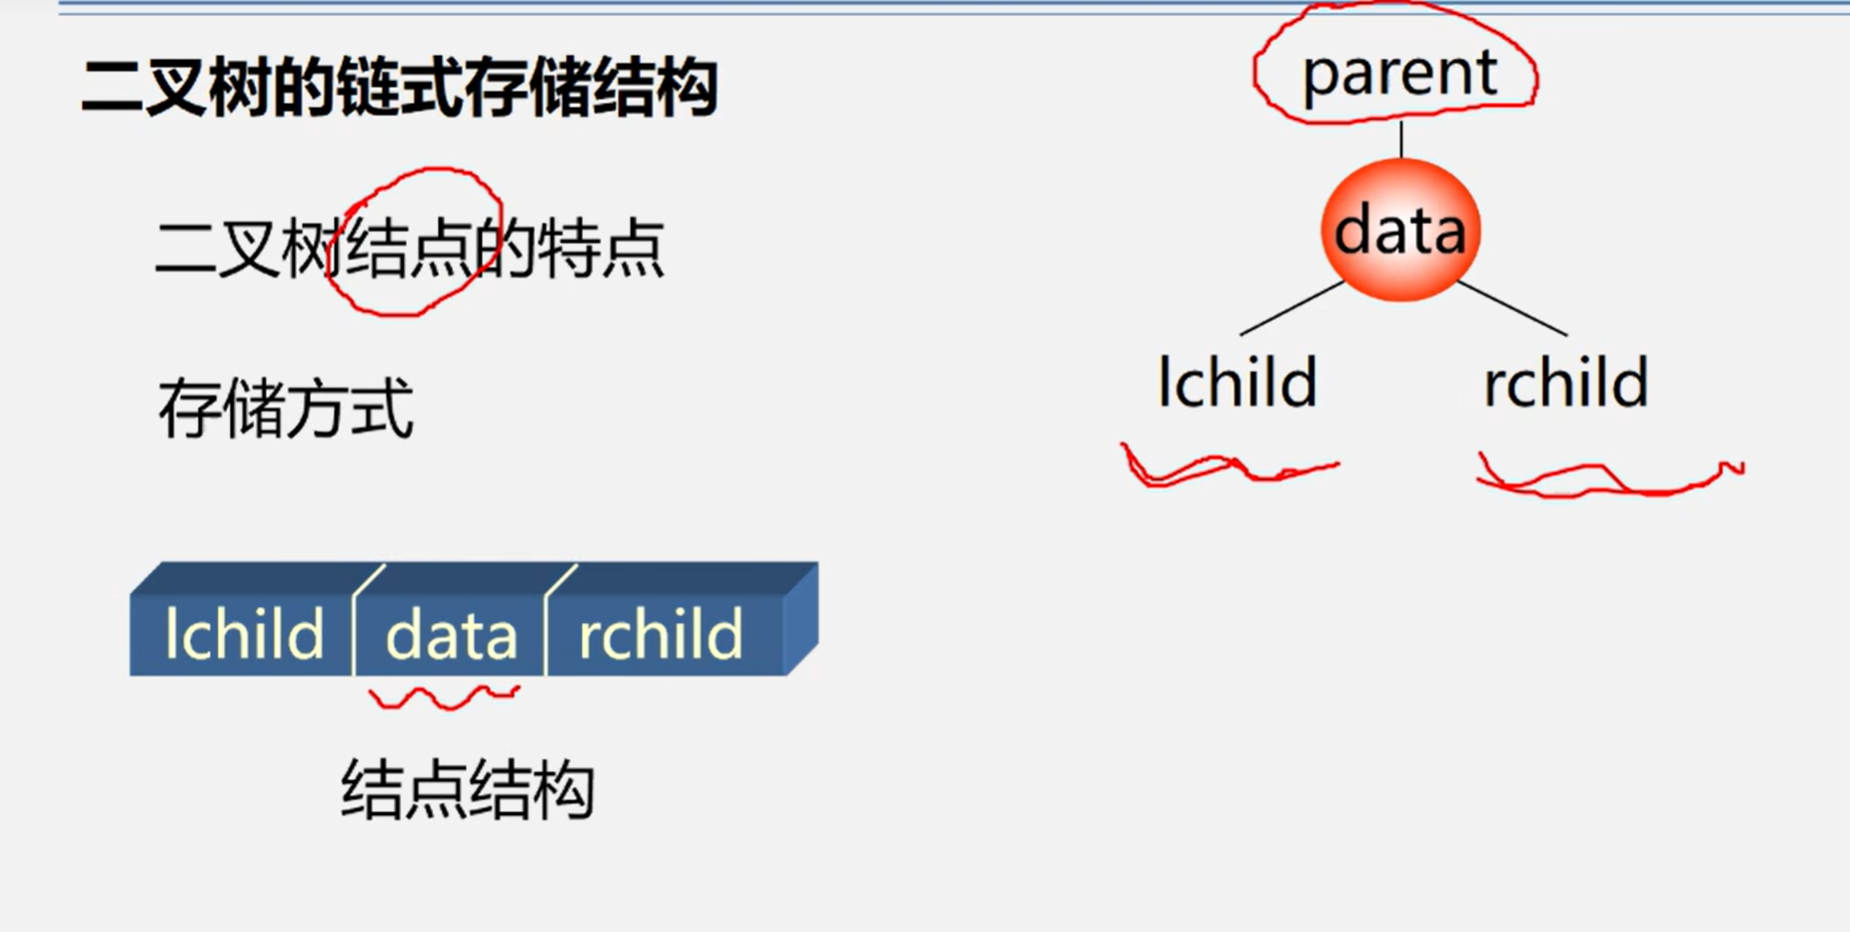 二叉树的链式存储结构
二叉树结点的特点
存储方式
lchild data rchild
结点结构
parent
data
lchild rchild